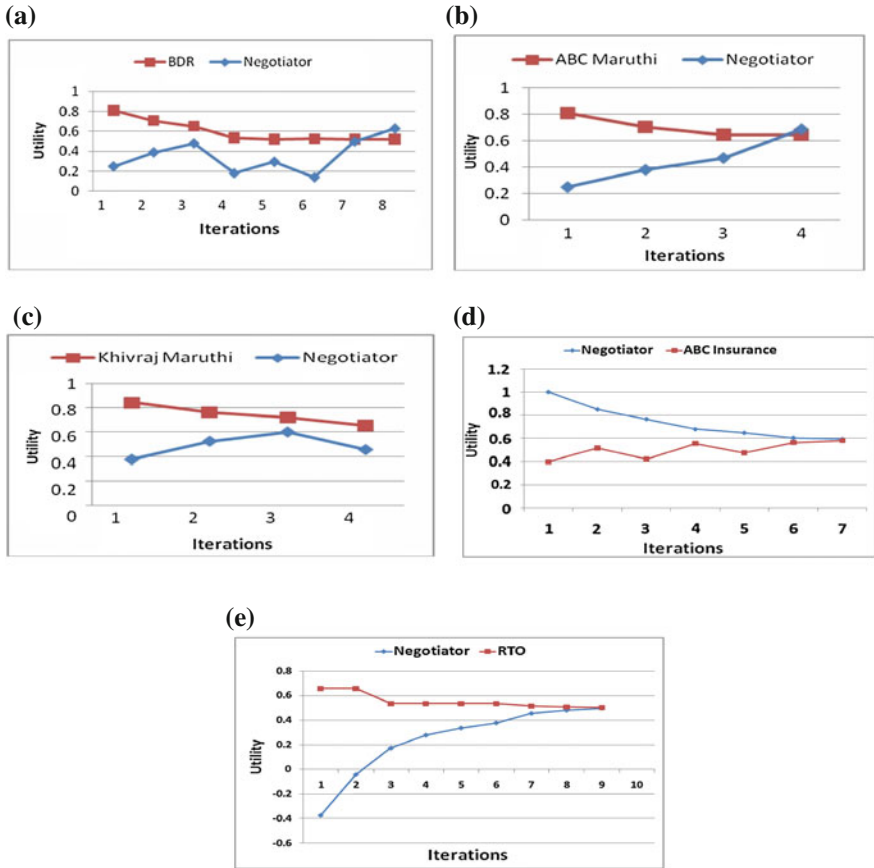 (a)
BDR Negotiator
Utility
1
0.8
0.6
0.4
0.2
0
1 2 3 4 5 6 7 8
Iterations
(b)
ABC Maruthi Negotiator
Utility
1
0.8
0.6
0.4
0.2
0
1 2 3 4
Iterations
(c)
Khivraj Maruthi Negotiator
Utility
1
0.8
0.6
0.4
0.2
0
1 2 3 4
Iterations
(d)
Negotiator ABC Insurance
Utility
1.2
1
0.8
0.6
0.4
0.2
0
1 2 3 4 5 6 7
Iterations
(e)
Negotiator RTO
Utility
0.8
0.6
0.4
0.2
0
-0.2
-0.4
-0.6
1 2 3 4 5 6 7 8 9 10
Iterations